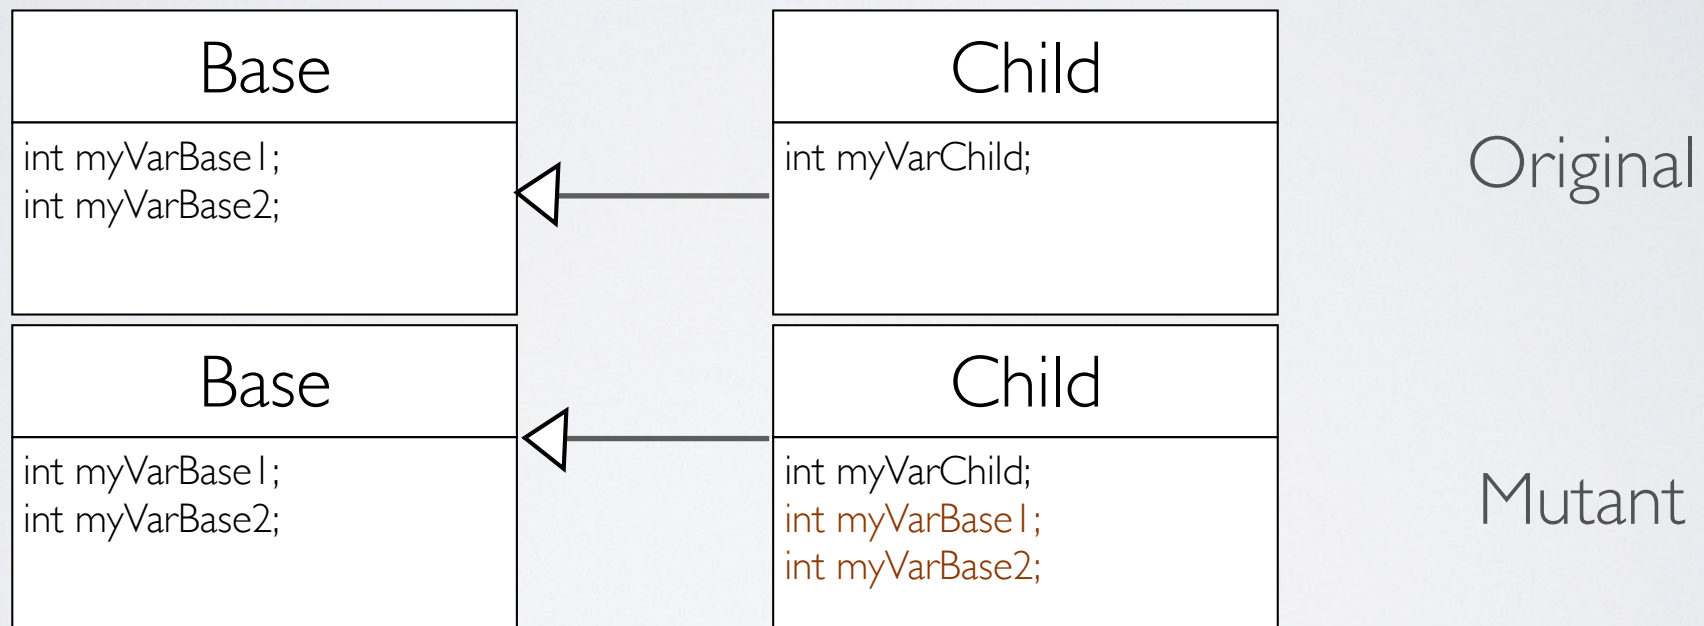 Base
int myVarBase1;
int myVarBase2;
Child
int myVarChild;
Original
Base
int myVarBase1;
int myVarBase2;
Child
int myVarChild;
int myVarBase1;
int myVarBase2;
Mutant